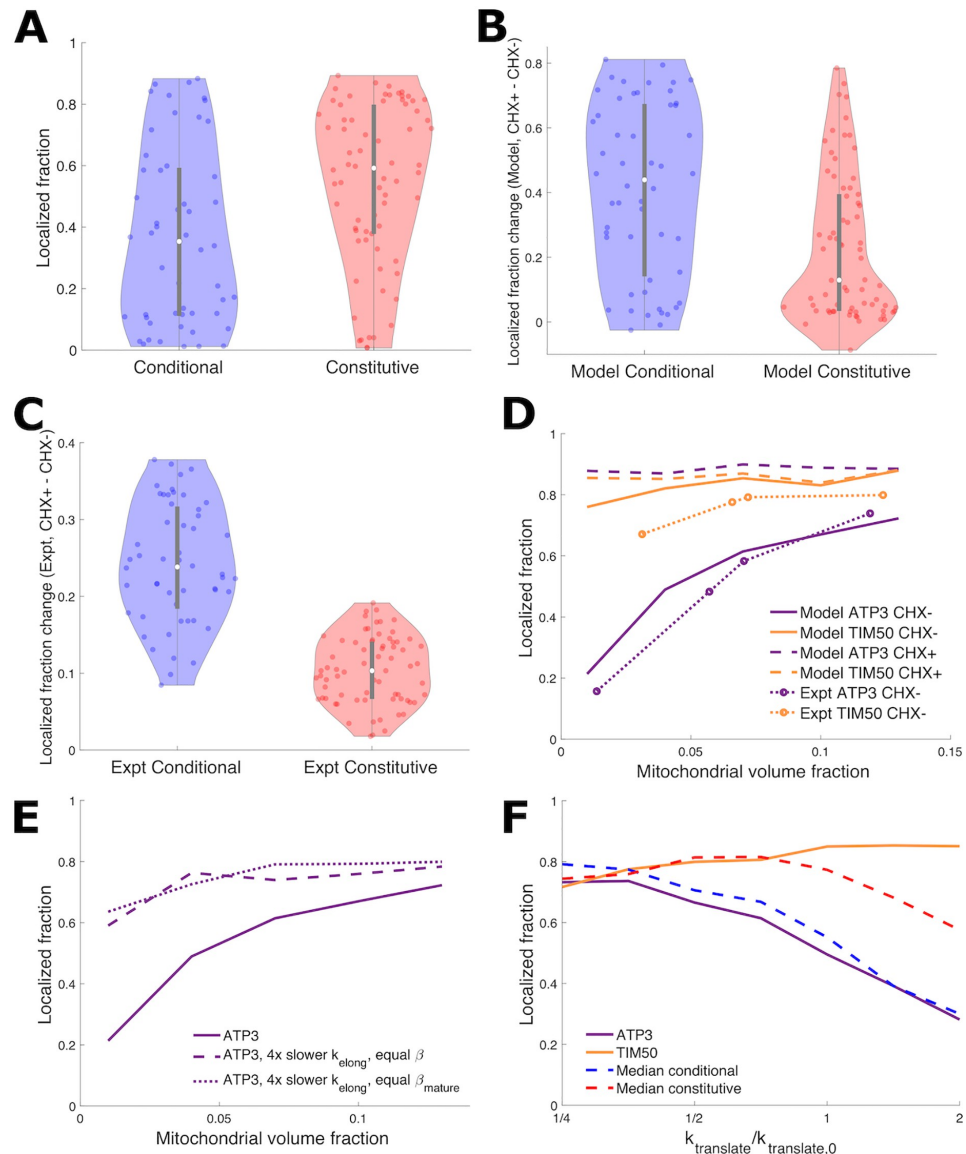 A
Localized fraction
1
0.8
0.6
0.4
0.2
0
Conditional
Constitutive
B
Localized fraction change (Model, CHX+ - CHX-)
0.8
0.6
0.4
0.2
0
Model Conditional
Model Constitutive
C
Localized fraction change (Expt, CHX+ - CHX-)
0.4
0.3
0.2
0.1
0
Expt Conditional
Expt Constitutive
D
Localized fraction
1
0.8
0.6
0.4
0.2
0
0
0.05
0.1
0.15
Mitochondrial volume fraction
Model ATP3 CHX-
Model TIM50 CHX-
Model ATP3 CHX+
Model TIM50 CHX+
Expt ATP3 CHX-
Expt TIM50 CHX-
E
Localized fraction
1
0.8
0.6
0.4
0.2
0
0
0.05
0.1
Mitochondrial volume fraction
ATP3
ATP3, 4x slower k_elong, equal β
ATP3, 4x slower k_elong, equal β_mature
F
Localized fraction
1
0.8
0.6
0.4
0.2
0
1/4
1/2
1
2
k_translate/k_translate,0
ATP3
TIM50
Median conditional
Median constitutive